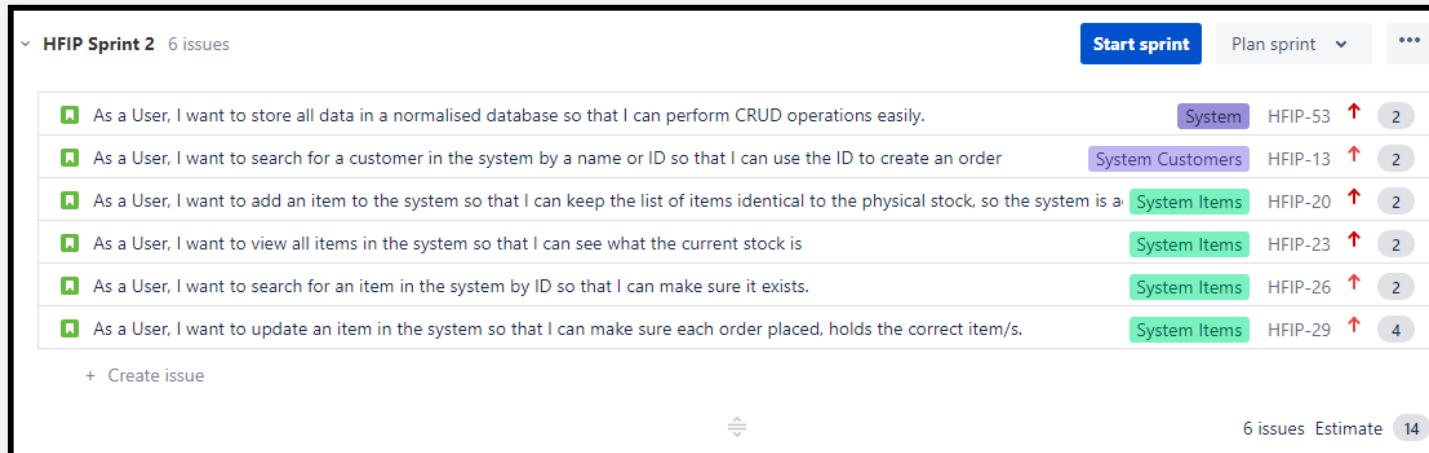 HFIP Sprint 2 6 issues Start sprint Plan sprint
As a User, I want to store all data in a normalised database so that I can perform CRUD operations easily. System HFIP-53 2
As a User, I want to search for a customer in the system by a name or ID so that I can use the ID to create an order System Customers HFIP-13 2
As a User, I want to add an item to the system so that I can keep the list of items identical to the physical stock, so the system is System Items HFIP-20 2
As a User, I want to view all items in the system so that I can see what the current stock is System Items HFIP-23 2
As a User, I want to search for an item in the system by ID so that I can make sure it exists. System Items HFIP-26 2
As a User, I want to update an item in the system so that I can make sure each order placed, holds the correct item/s. System Items HFIP-29 4
+ Create issue
6 issues Estimate 14